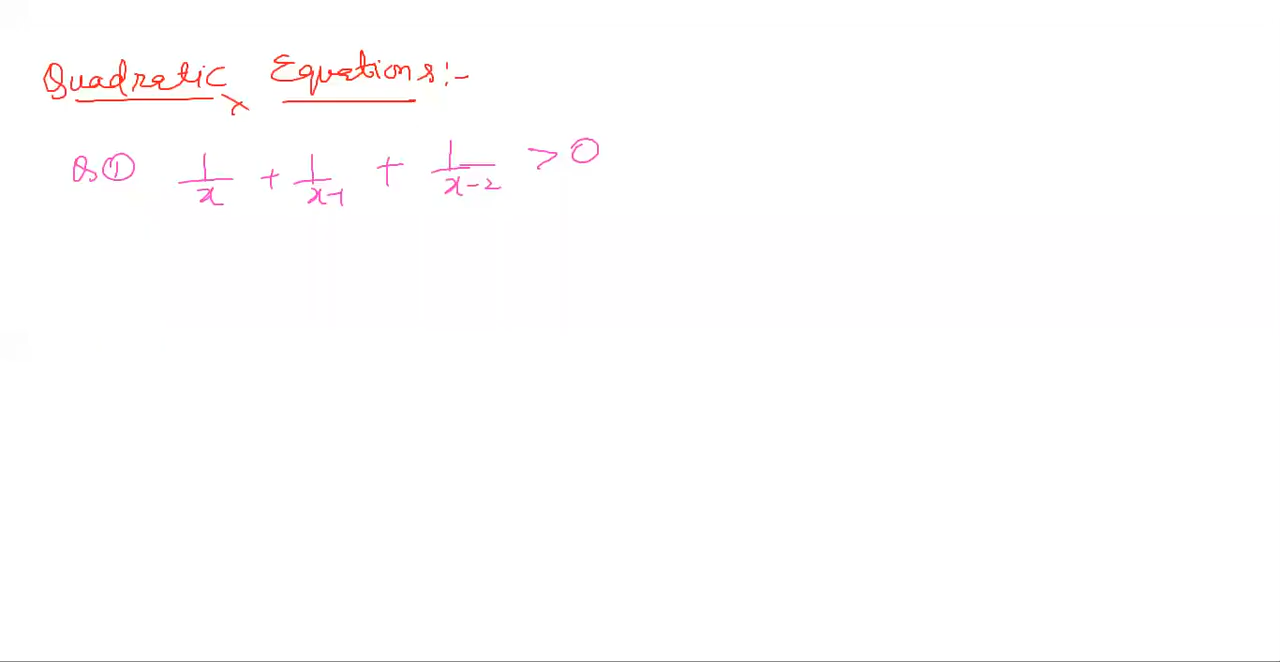 Quadratic Equations:-
Q① 1/x + 1/x-1 + 1/x-2 > 0